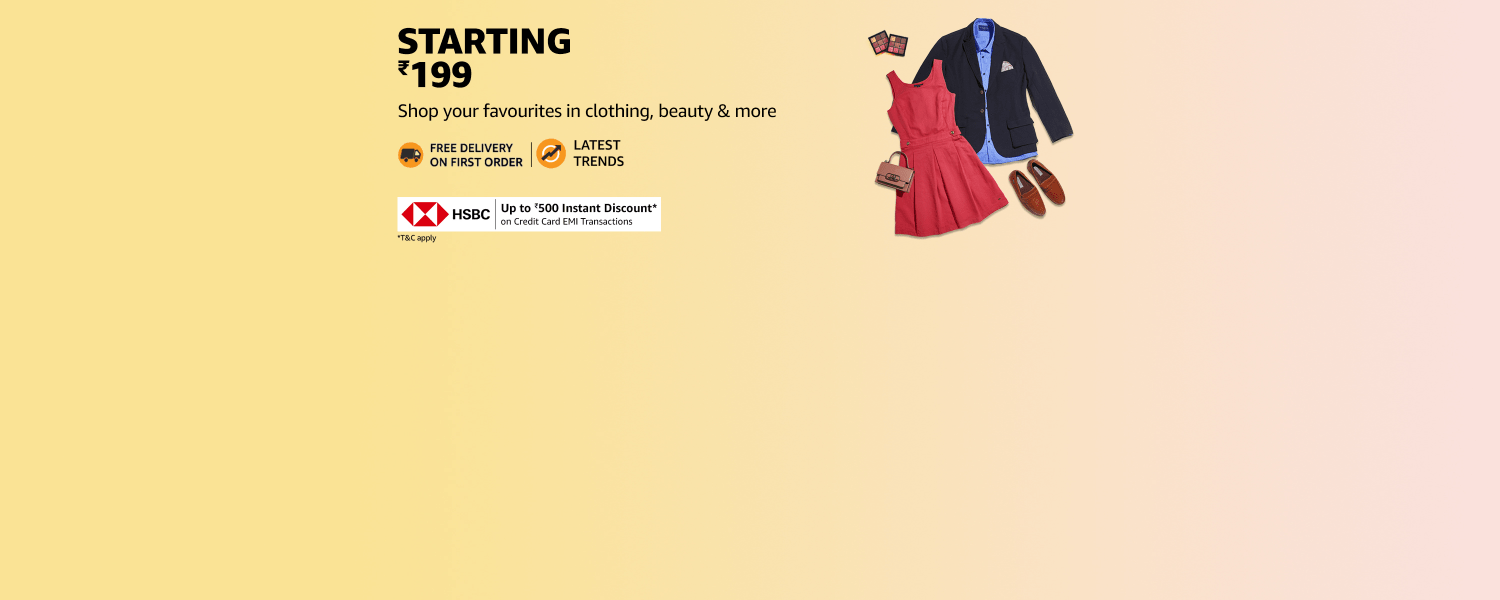 STARTING
₹199
Shop your favourites in clothing, beauty & more
FREE DELIVERY
ON FIRST ORDER
LATEST
TRENDS
HSBC
Up to ₹500 Instant Discount*
on Credit Card EMI Transactions
*T&C apply